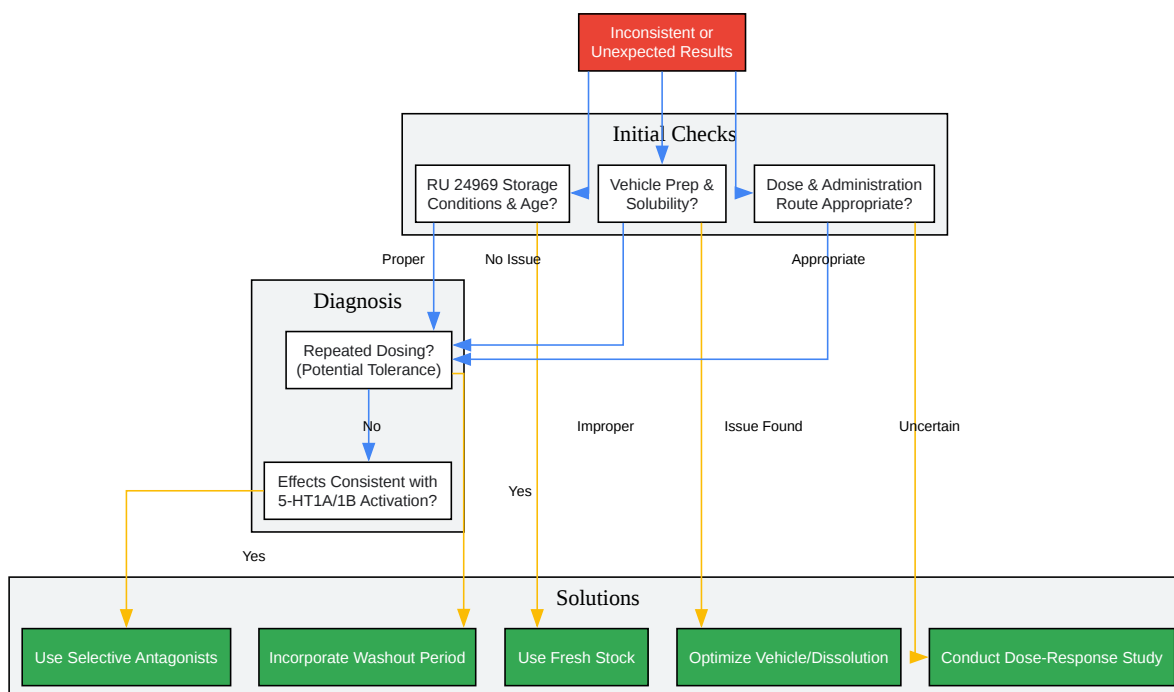 Inconsistent or
Unexpected Results
Initial Checks
RU 24969 Storage
Conditions & Age?
Vehicle Prep &
Solubility?
Dose & Administration
Route Appropriate?
Proper
No Issue
Appropriate
Diagnosis
Repeated Dosing?
(Potential Tolerance)
No
Improper
Issue Found
Uncertain
Effects Consistent with
5-HT1A/1B Activation?
Yes
Yes
Solutions
Use Selective Antagonists
Incorporate Washout Period
Use Fresh Stock
Optimize Vehicle/Dissolution
Conduct Dose-Response Study